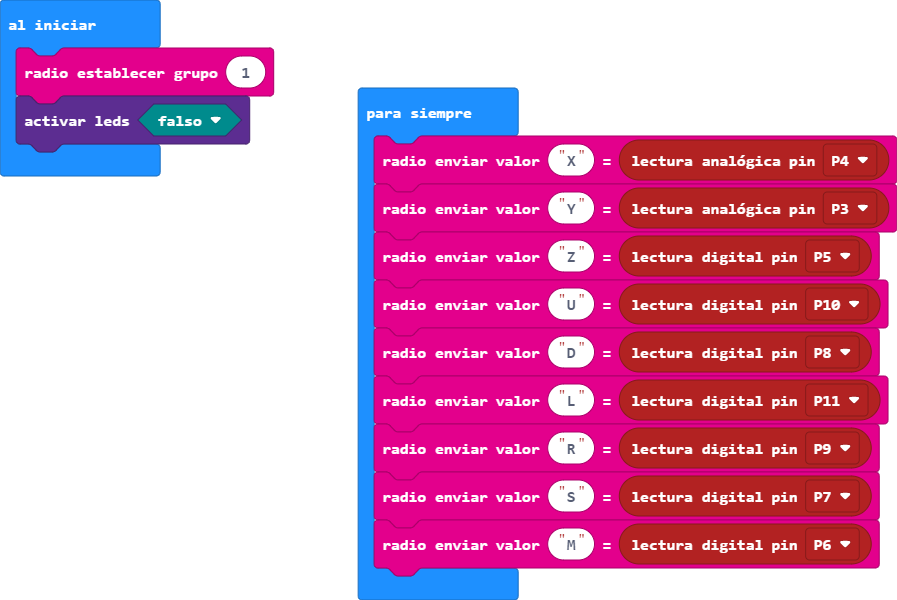 al iniciar
radio establecer grupo 1
activar leds falso
para siempre
radio enviar valor "X" = lectura analógica pin P4
radio enviar valor "Y" = lectura analógica pin P3
radio enviar valor "Z" = lectura digital pin P5
radio enviar valor "U" = lectura digital pin P10
radio enviar valor "D" = lectura digital pin P8
radio enviar valor "L" = lectura digital pin P11
radio enviar valor "R" = lectura digital pin P9
radio enviar valor "S" = lectura digital pin P7
radio enviar valor "M" = lectura digital pin P6